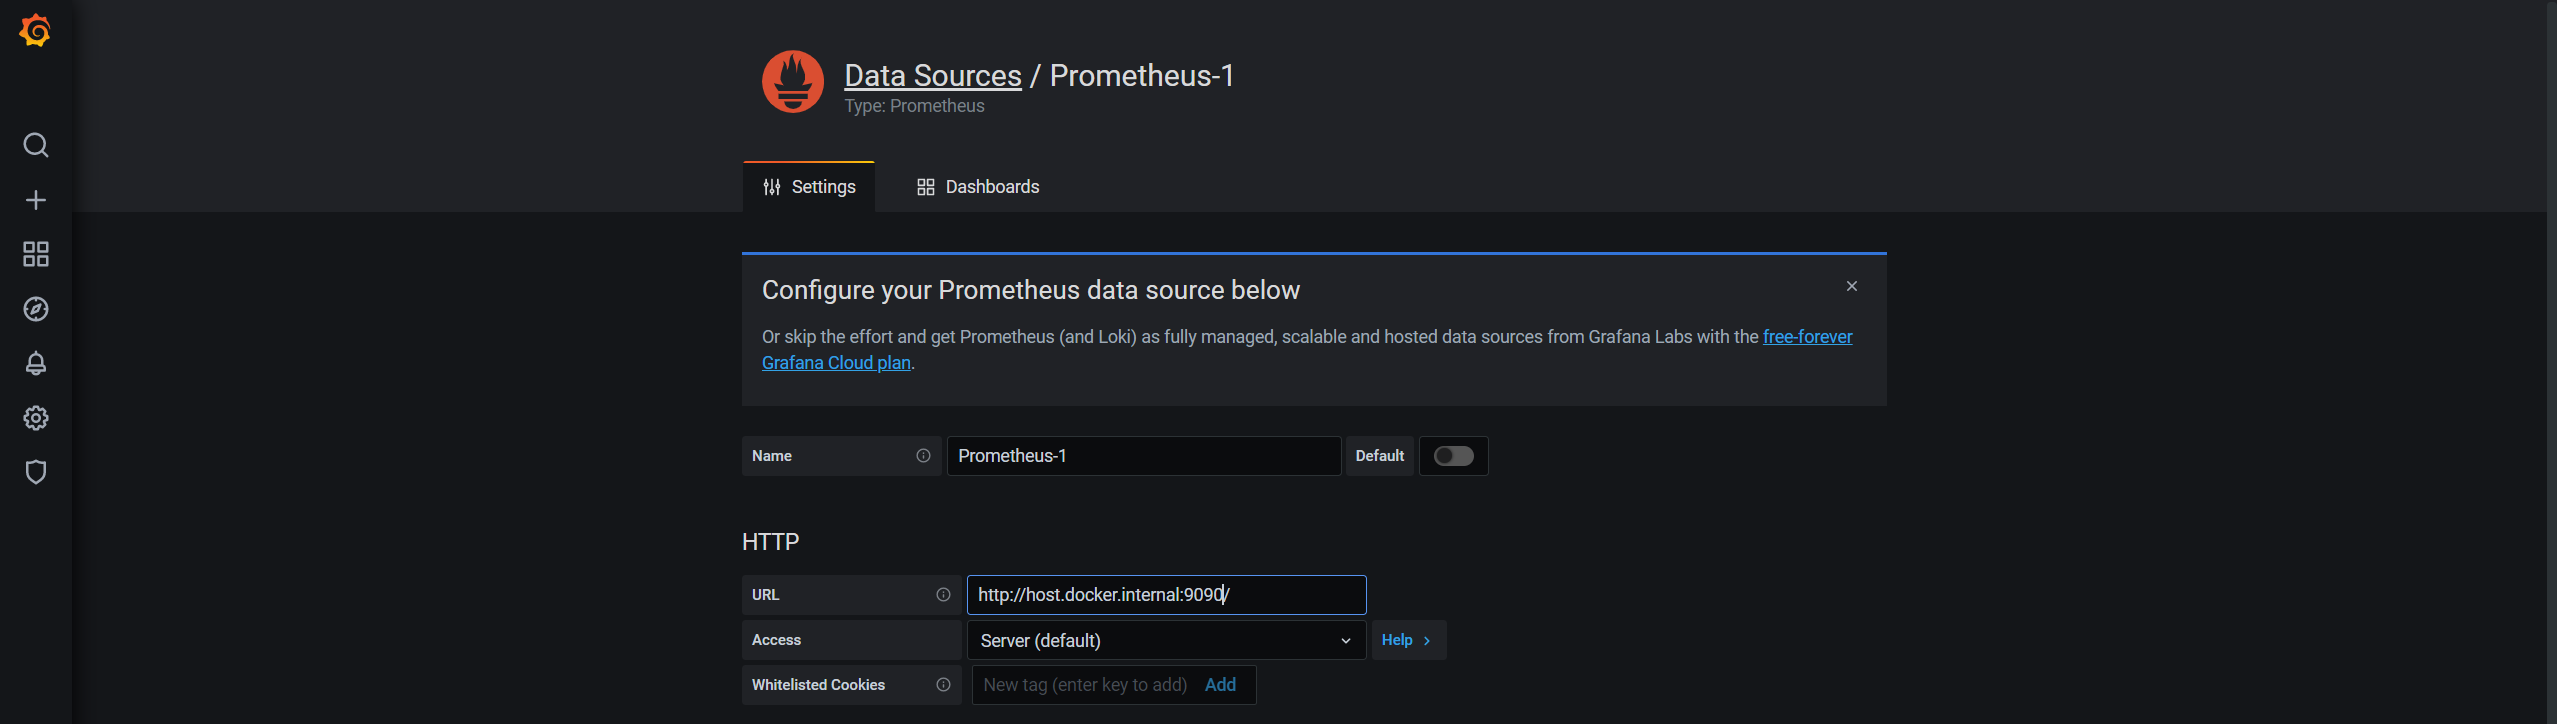 Data Sources / Prometheus-1
Type: Prometheus
Settings
Dashboards
Configure your Prometheus data source below
Or skip the effort and get Prometheus (and Loki) as fully managed, scalable and hosted data sources from Grafana Labs with the free-forever
Grafana Cloud plan.
Name
Prometheus-1
Default
HTTP
URL
http://host.docker.internal:9090/
Access
Server (default)
Help
Whitelisted Cookies
New tag (enter key to add)
Add